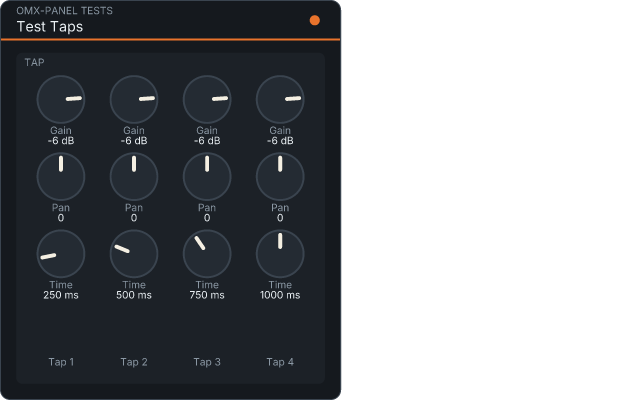 OMX-PANEL TESTS
Test Taps
TAP
Gain Gain Gain Gain
-6 dB -6 dB -6 dB -6 dB
Pan Pan Pan Pan
0 0 0 0
Time Time Time Time
250 ms 500 ms 750 ms 1000 ms
Tap 1 Tap 2 Tap 3 Tap 4